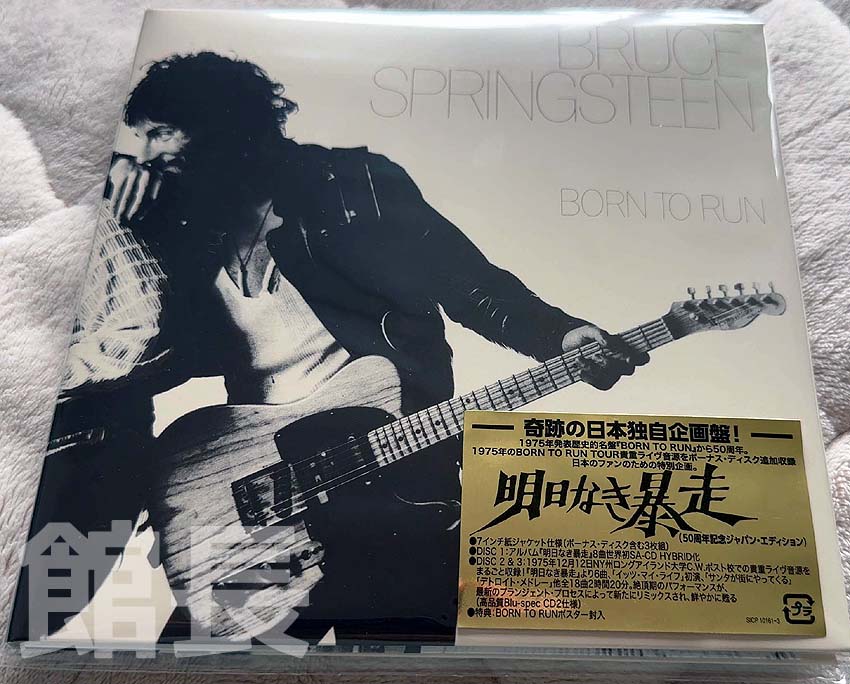 BRUCE
SPRINGSTEEN
BORN TO RUN
奇跡の日本独自企画盤!
1975年発表歴史的名盤『BORN TO RUN』から50周年。
1975年のBORN TO RUN TOUR貴重ライヴ音源をボーナス・ディスク追加収録
日本のファンのための特別企画。
明日なき暴走
(50周年記念ジャパン・エディション)
●7インチ紙ジャケット仕様(ボーナス・ディスク含む3枚組)
●DISC 1:アルバム『明日なき暴走』8曲世界初SA-CD HYBRID化
●DISC 2 & 3:1975年12月12日NY州ロングアイランド大学C.W.ポスト校での貴重ライヴ音源を
まるごと収録!『明日なき暴走』より6曲、「イッツ・マイ・ライフ」初演、「サンタが街にやってくる」
「デトロイト・メドレー」他全18曲2時間20分。絶頂期のパフォーマンスが、
最新のプランジェント・プロセスによって新たにリミックスされ、鮮やかに甦る
(高品質Blu-spec CD2仕様)
●特典:BORN TO RUNポスター封入
プラ
SICP 10161~3
館長